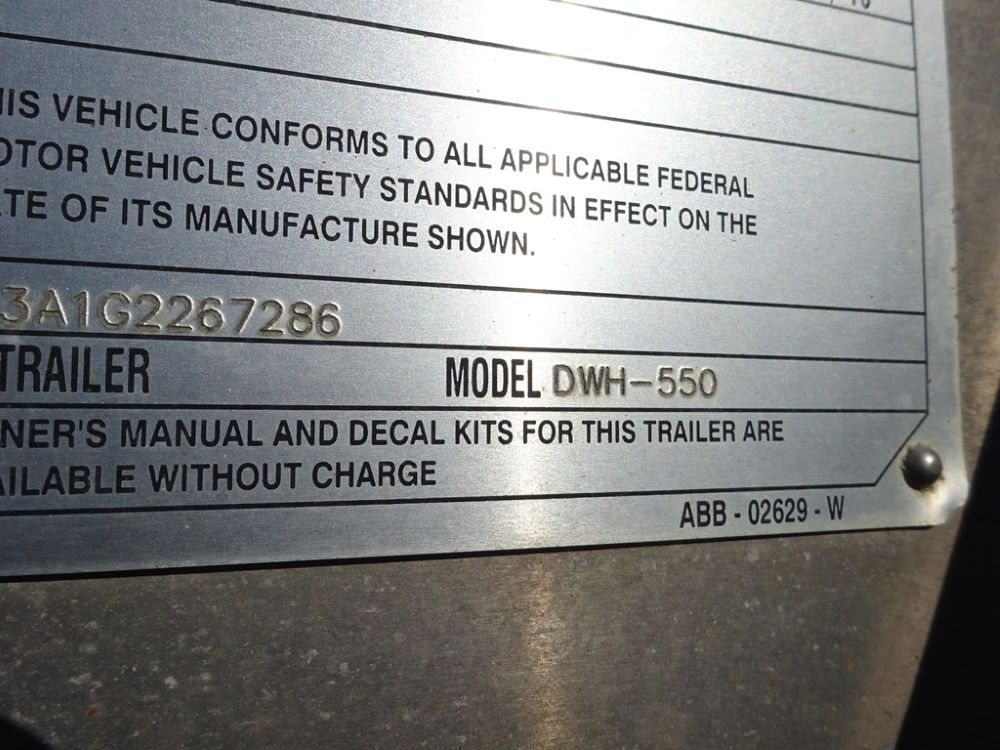 HIS VEHICLE CONFORMS TO ALL APPLICABLE FEDERAL
OTOR VEHICLE SAFETY STANDARDS IN EFFECT ON THE
TE OF ITS MANUFACTURE SHOWN.
3A1G2267286
TRAILER MODEL DWH-550
NER'S MANUAL AND DECAL KITS FOR THIS TRAILER ARE
AILABLE WITHOUT CHARGE
ABB - 02629 - W